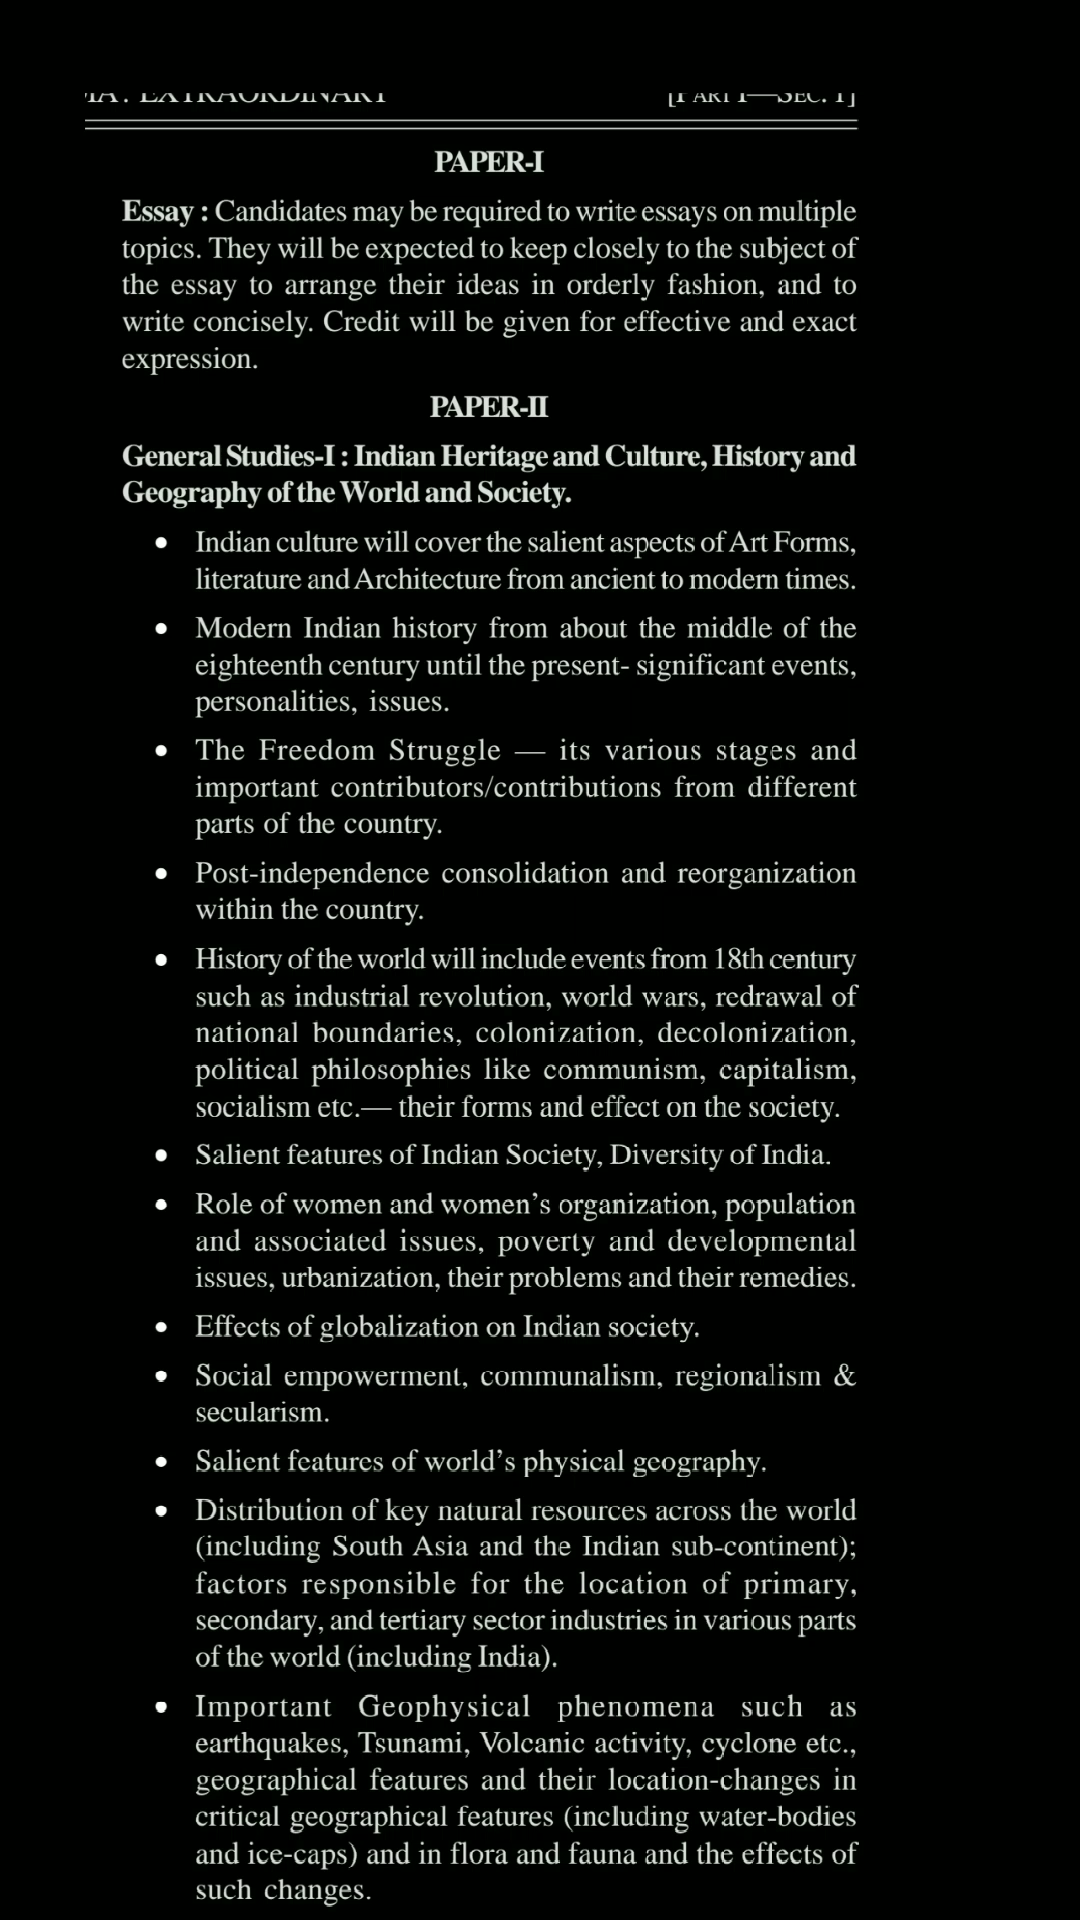 EXTRAORDINARY [PART I—SEC. 1]
PAPER-I
Essay : Candidates may be required to write essays on multiple
topics. They will be expected to keep closely to the subject of
the essay to arrange their ideas in orderly fashion, and to
write concisely. Credit will be given for effective and exact
expression.
PAPER-II
General Studies-I : Indian Heritage and Culture, History and
Geography of the World and Society.
• Indian culture will cover the salient aspects of Art Forms,
literature and Architecture from ancient to modern times.
• Modern Indian history from about the middle of the
eighteenth century until the present- significant events,
personalities, issues.
• The Freedom Struggle — its various stages and
important contributors/contributions from different
parts of the country.
• Post-independence consolidation and reorganization
within the country.
• History of the world will include events from 18th century
such as industrial revolution, world wars, redrawal of
national boundaries, colonization, decolonization,
political philosophies like communism, capitalism,
socialism etc.— their forms and effect on the society.
• Salient features of Indian Society, Diversity of India.
• Role of women and women’s organization, population
and associated issues, poverty and developmental
issues, urbanization, their problems and their remedies.
• Effects of globalization on Indian society.
• Social empowerment, communalism, regionalism &
secularism.
• Salient features of world’s physical geography.
• Distribution of key natural resources across the world
(including South Asia and the Indian sub-continent);
factors responsible for the location of primary,
secondary, and tertiary sector industries in various parts
of the world (including India).
• Important Geophysical phenomena such as
earthquakes, Tsunami, Volcanic activity, cyclone etc.,
geographical features and their location-changes in
critical geographical features (including water-bodies
and ice-caps) and in flora and fauna and the effects of
such changes.